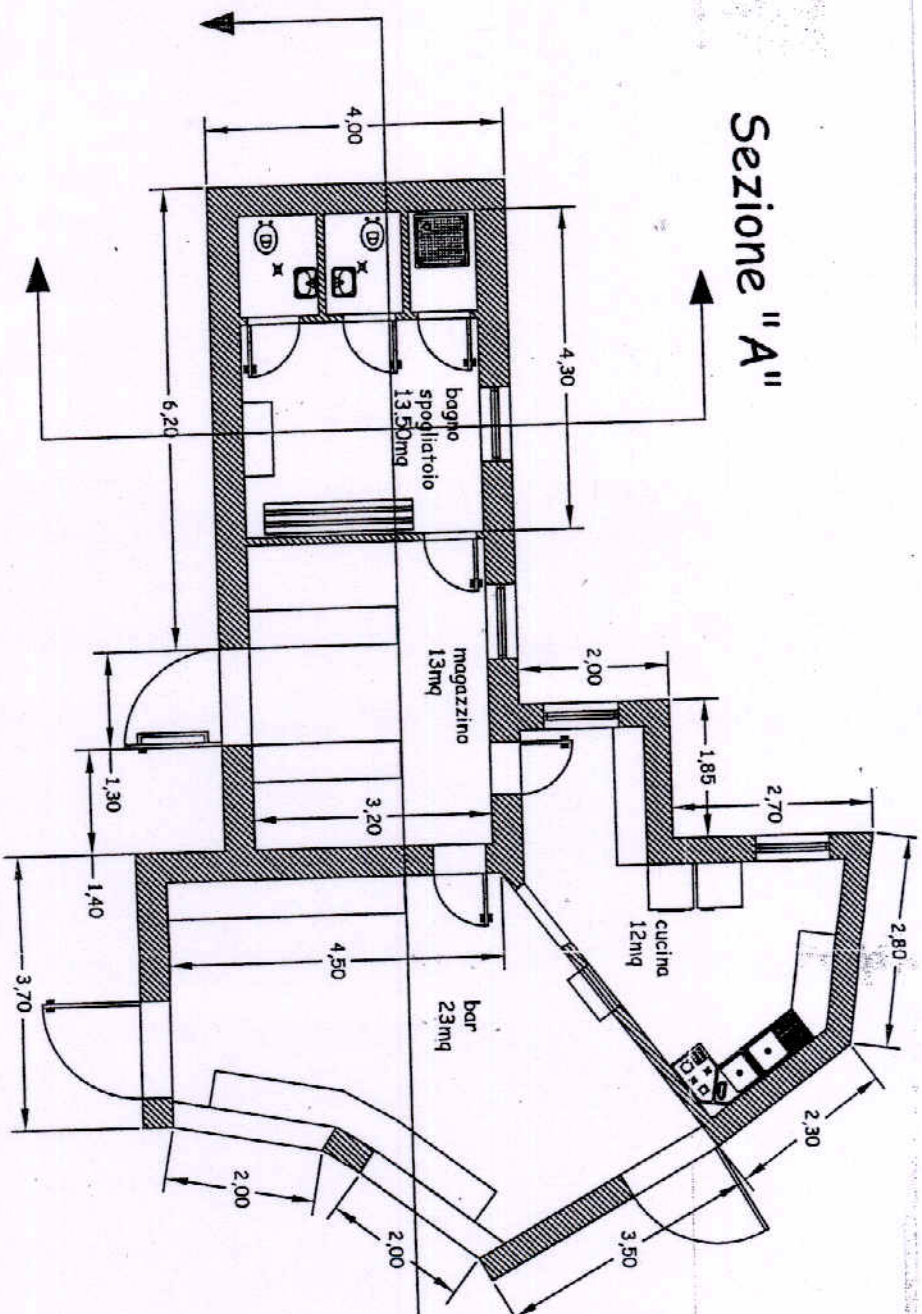 Sezione "A"
4,00
4,30
6,20
bagno
spogliatoio
13.50mq
2,00
1,85
2,70
2,80
magazzino
13mq
1,30
3,20
1,40
cucina
12mq
4,50
3,70
bar
23mq
2,30
2,00
2,00
3,50